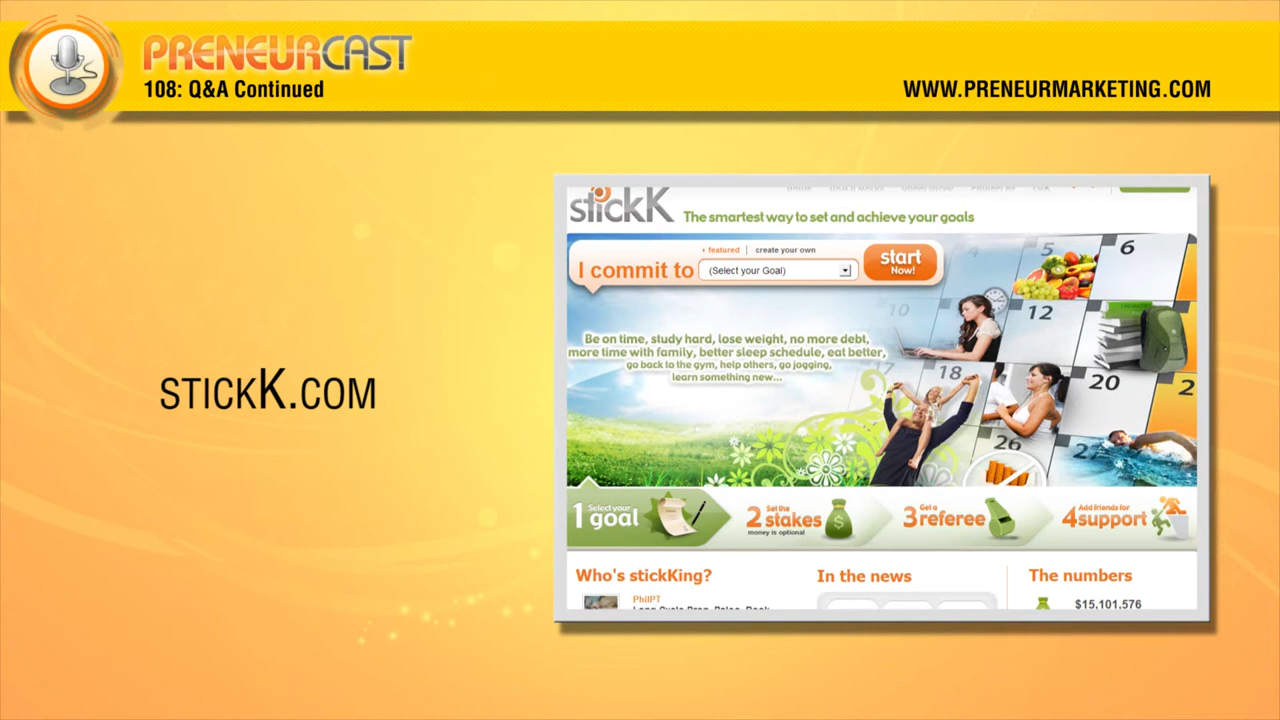 PRENEURCAST
108: Q&A Continued
WWW.PRENEURMARKETING.COM
STICKK.COM
stickK
The smartest way to set and achieve your goals
featured | create your own
I commit to
(Select your Goal)
start
Now!
Be on time, study hard, lose weight, no more debt,
more time with family, better sleep schedule, eat better,
go back to the gym, help others, go jogging,
learn something new...
5
6
10
12
17
18
20
2
26
27
1 Select your goal
2 Set the stakes
money is optional
3 Get a referee
4 Add friends for support
Who's stickKing?
In the news
The numbers
PhilPT
$15,101,576